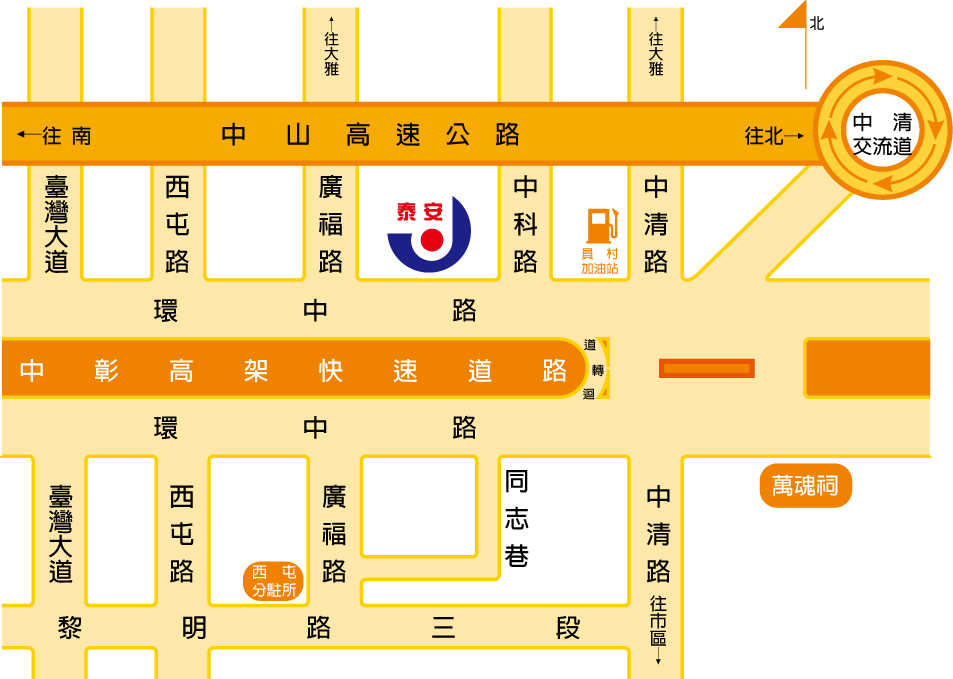 北
往大雅
往大雅
往南
中山高速公路
往北
中清
交流道
臺灣大道
西屯路
廣福路
泰安
中科路
員村
加油站
中清路
環中路
中彰高架快速道路
迴轉道
環中路
臺灣大道
西屯路
廣福路
同志巷
中清路
萬魂祠
西屯
分駐所
往市區
黎明路三段